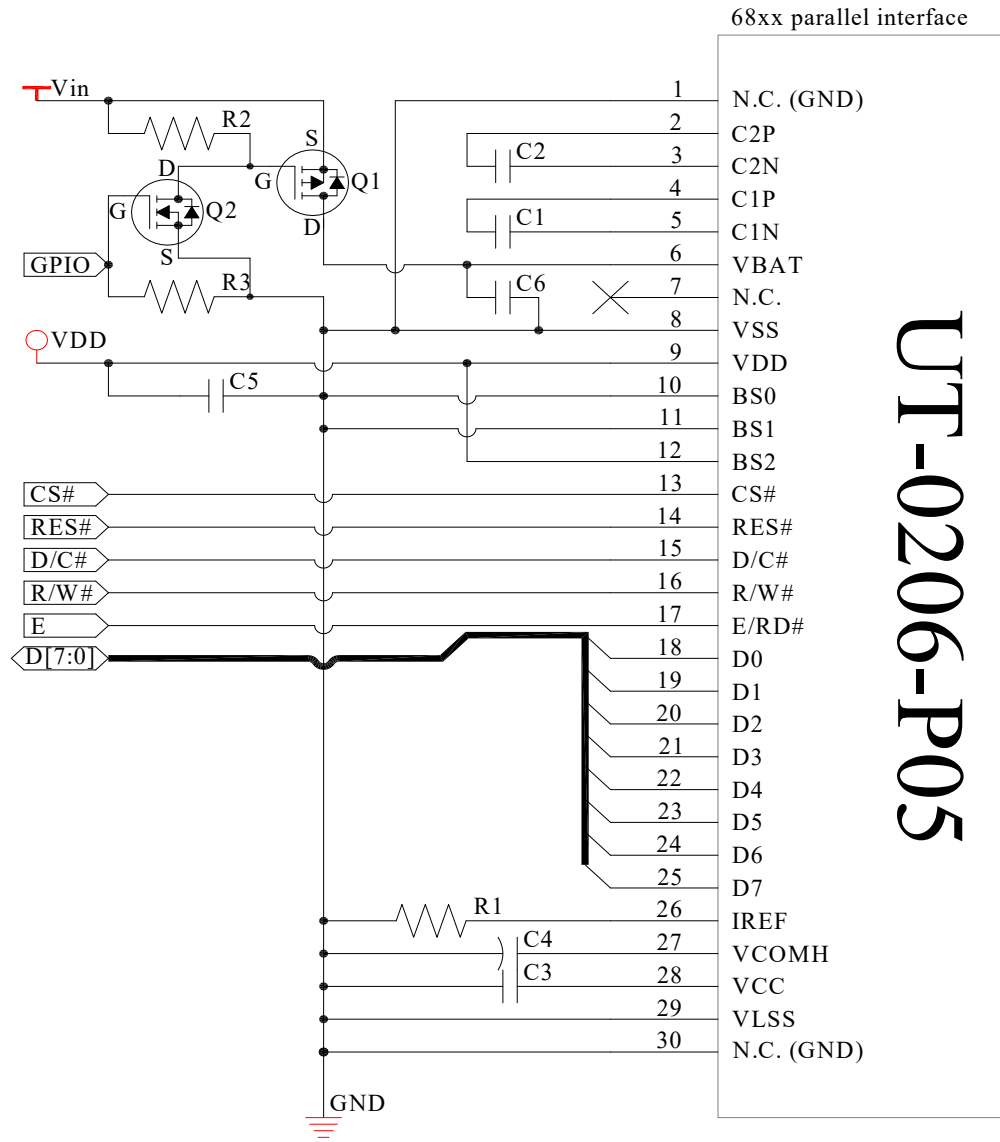 68xx parallel interface
Vin
R2
S
G
Q1
D
D
G
Q2
S
GPIO
R3
VDD
C5
C2
C1
C6
CS#
RES#
D/C#
R/W#
E
D[7:0]
R1
C4
C3
GND
1 N.C. (GND)
2 C2P
3 C2N
4 C1P
5 C1N
6 VBAT
7 N.C.
8 VSS
9 VDD
10 BS0
11 BS1
12 BS2
13 CS#
14 RES#
15 D/C#
16 R/W#
17 E/RD#
18 D0
19 D1
20 D2
21 D3
22 D4
23 D5
24 D6
25 D7
26 IREF
27 VCOMH
28 VCC
29 VLSS
30 N.C. (GND)
UT-0206-P05